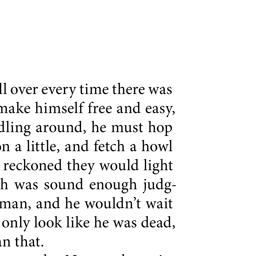 ll over every time there was
make himself free and easy,
dling around, he must hop
n a little, and fetch a howl
reckoned they would light
h was sound enough judg-
man, and he wouldn't wait
only look like he was dead,
an that.